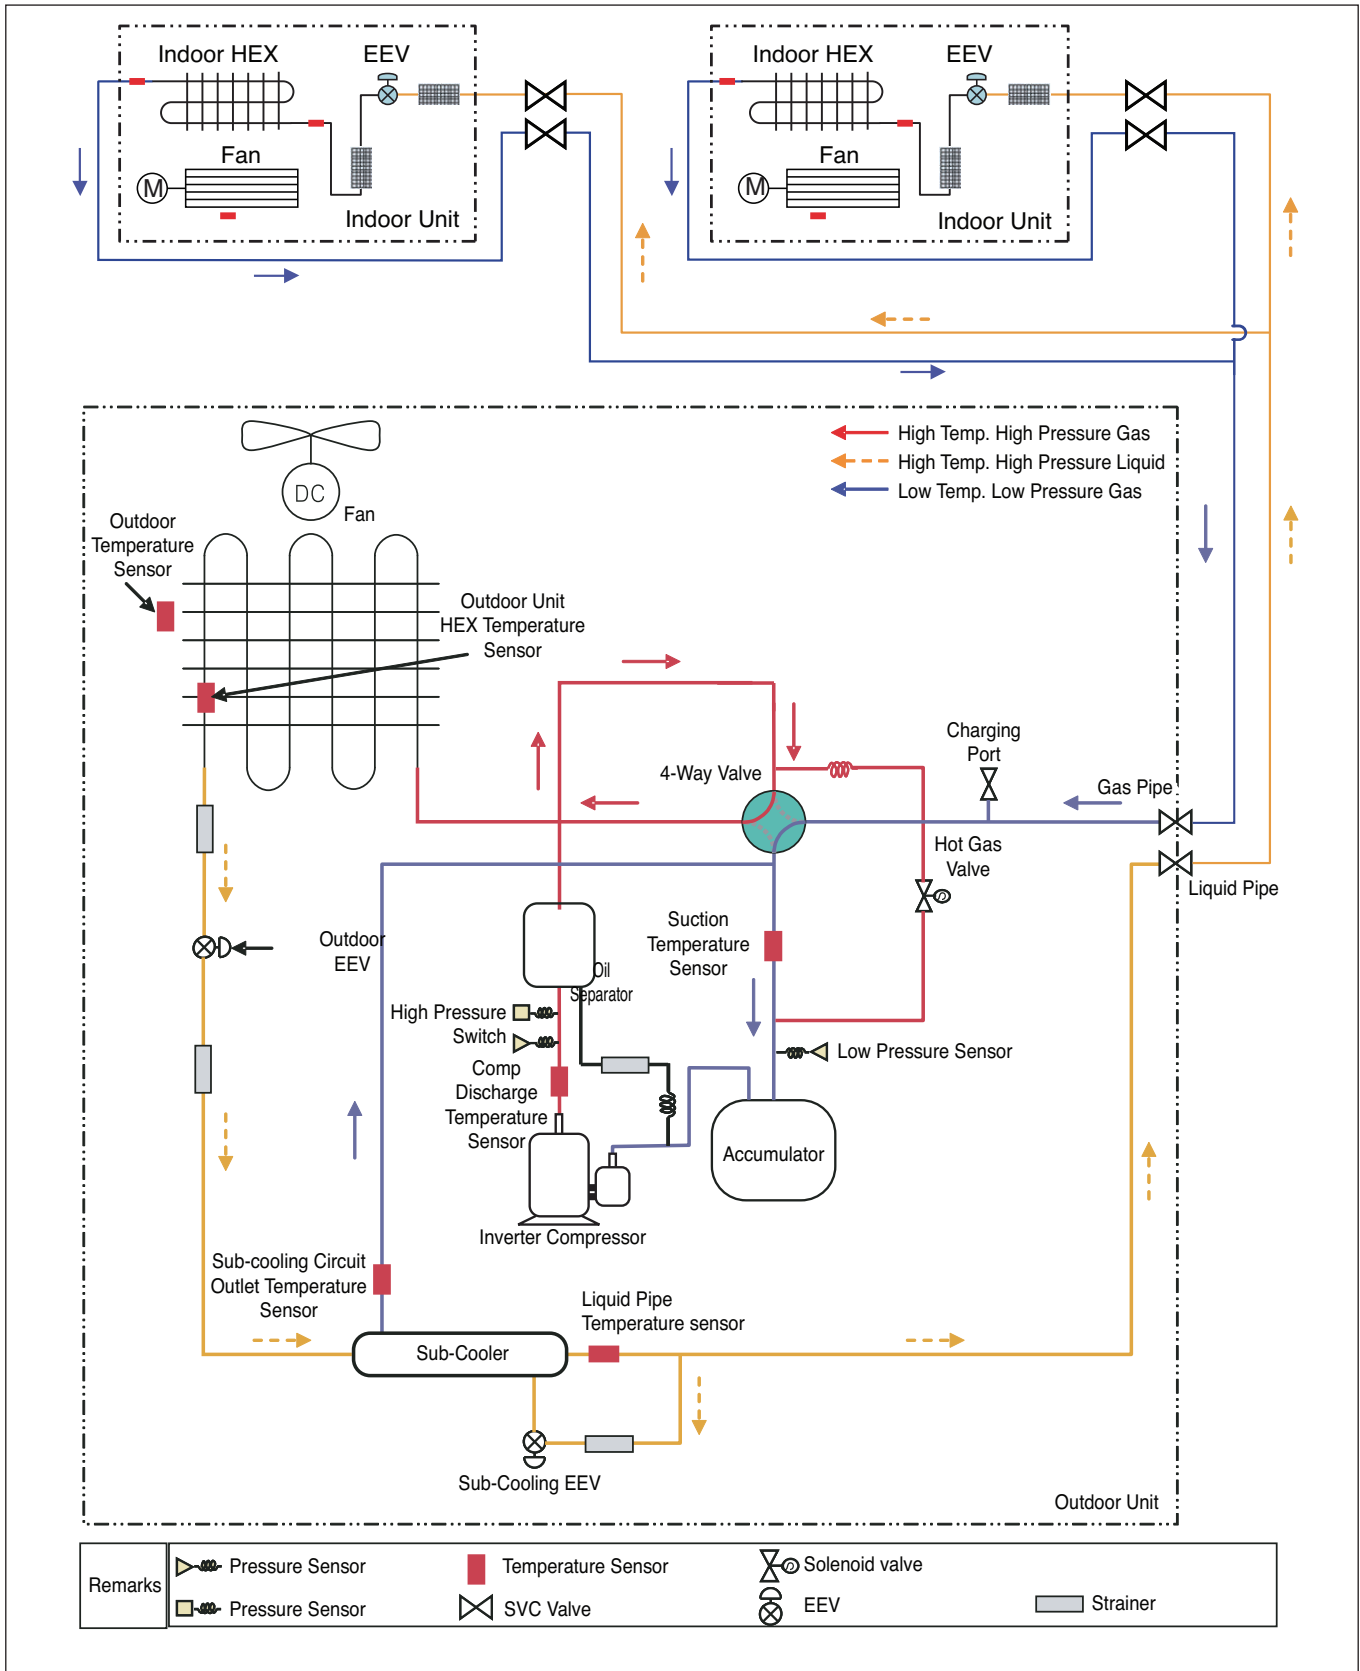 Indoor HEX
EEV
Fan
M
Indoor Unit
Indoor HEX
EEV
Fan
M
Indoor Unit
High Temp. High Pressure Gas
High Temp. High Pressure Liquid
Low Temp. Low Pressure Gas
DC
Fan
Outdoor
Temperature
Sensor
Outdoor Unit
HEX Temperature
Sensor
4-Way Valve
Charging
Port
Gas Pipe
Hot Gas
Valve
Liquid Pipe
Outdoor
EEV
Suction
Temperature
Sensor
Oil
Separator
High Pressure
Switch
Low Pressure Sensor
Comp
Discharge
Temperature
Sensor
Accumulator
Inverter Compressor
Sub-cooling Circuit
Outlet Temperature
Sensor
Liquid Pipe
Temperature sensor
Sub-Cooler
Sub-Cooling EEV
Outdoor Unit
Remarks
Pressure Sensor
Temperature Sensor
Solenoid valve
Pressure Sensor
SVC Valve
EEV
Strainer